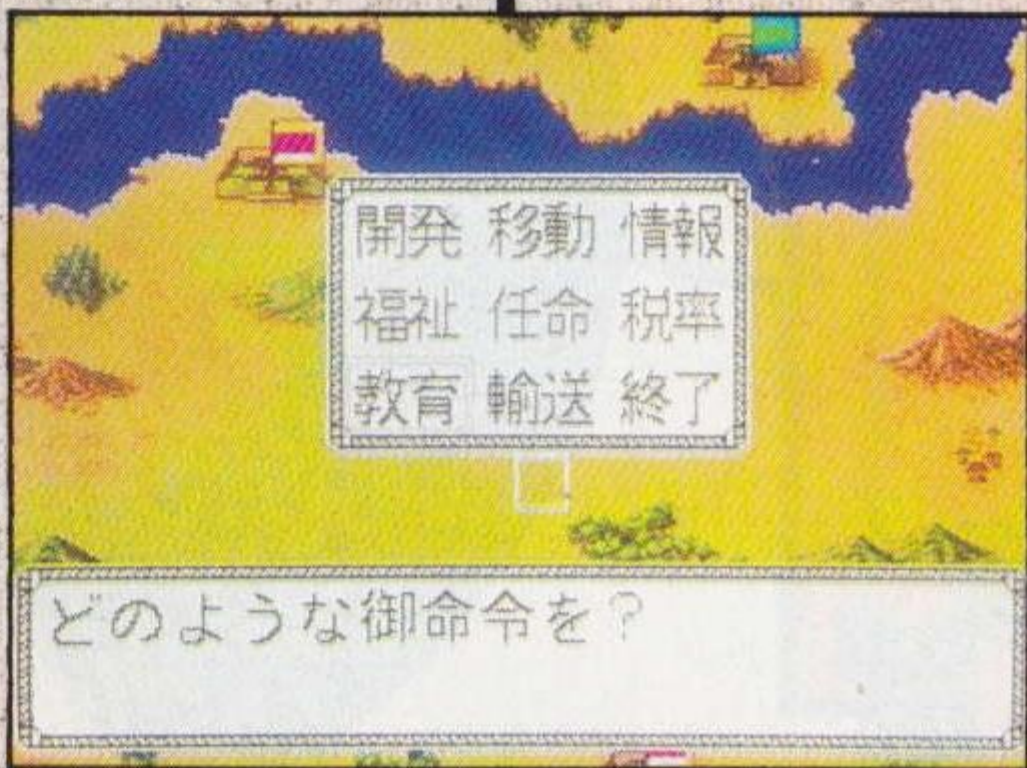 開発 移動 情報
福祉 任命 税率
教育 輸送 終了
どのような御命令を？